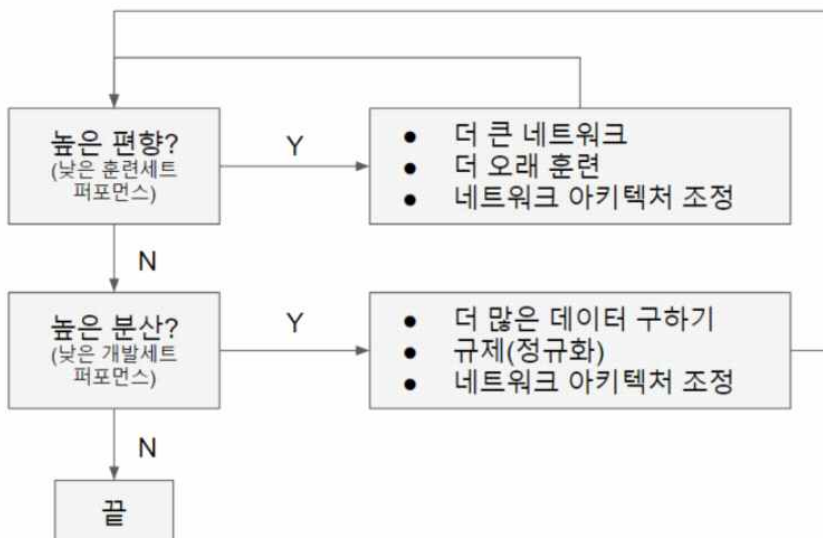 높은 편향?
(낮은 훈련세트
퍼포먼스)
Y
● 더 큰 네트워크
● 더 오래 훈련
● 네트워크 아키텍처 조정
N
높은 분산?
(낮은 개발세트
퍼포먼스)
Y
● 더 많은 데이터 구하기
● 규제(정규화)
● 네트워크 아키텍처 조정
N
끝